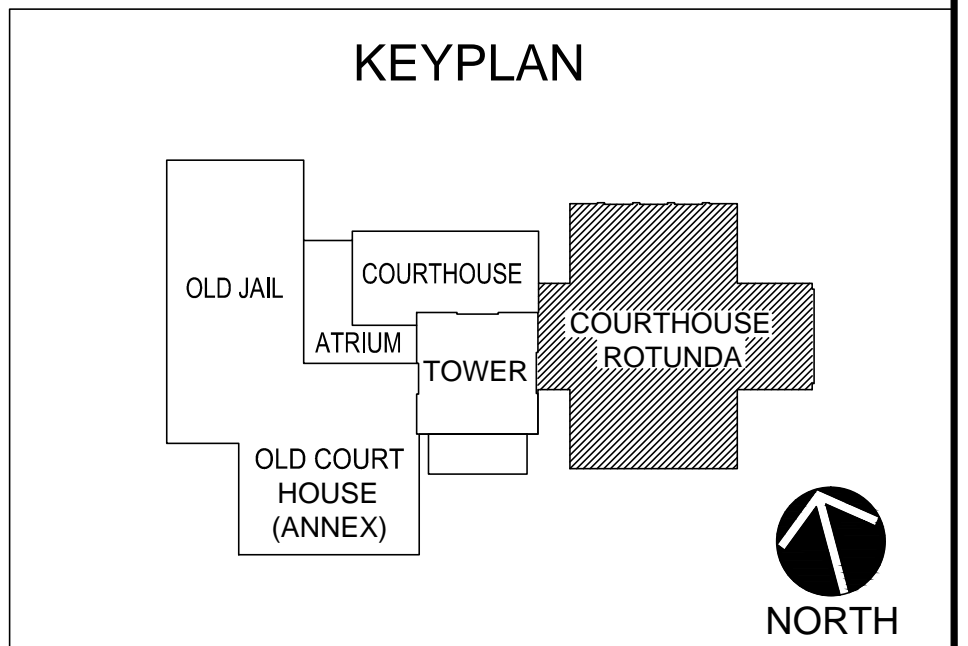 KEYPLAN
OLD JAIL
COURTHOUSE
ATRIUM
TOWER
COURTHOUSE
ROTUNDA
OLD COURT
HOUSE
(ANNEX)
NORTH